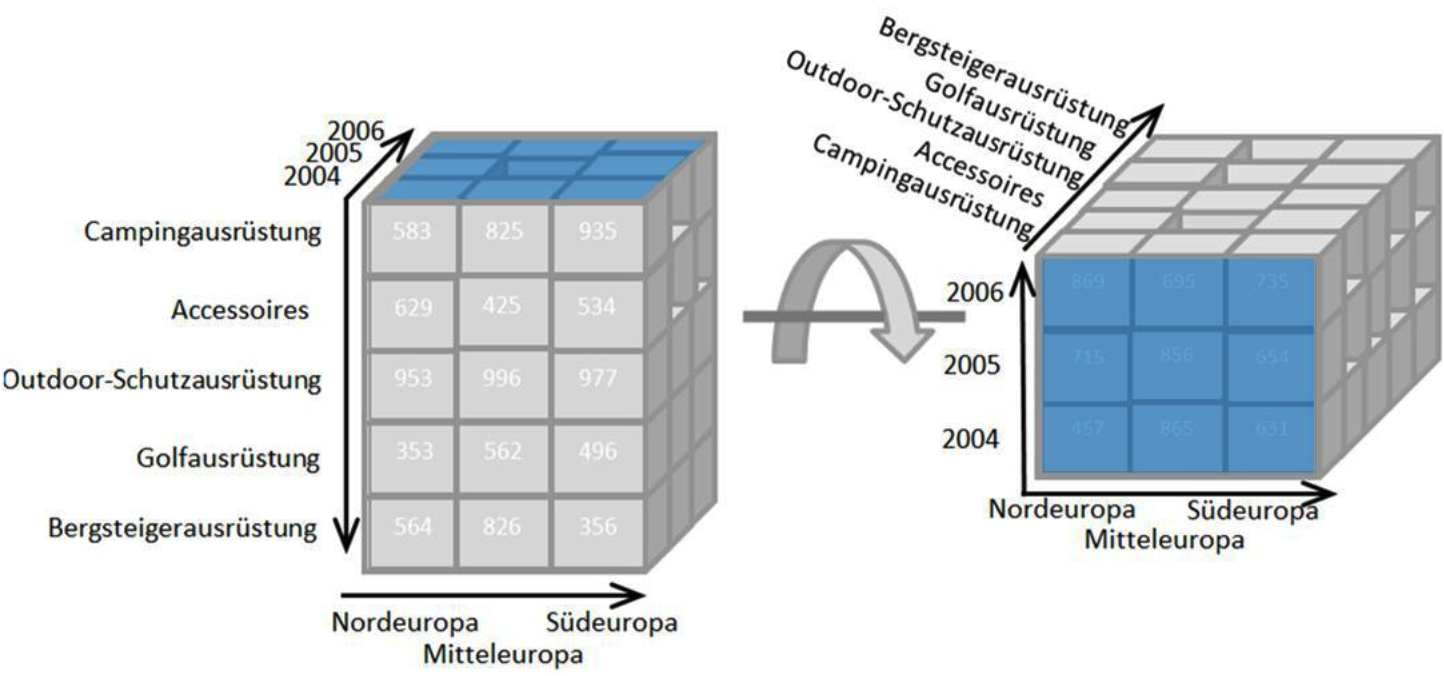 2006
2005
2004
Campingausrüstung 583 825 935
Accessoires 629 425 534
Outdoor-Schutzausrüstung 953 996 977
Golfausrüstung 353 562 496
Bergsteigerausrüstung 564 826 356
Nordeuropa Südeuropa
Mitteleuropa
Bergsteigerausrüstung
Golfausrüstung
Outdoor-Schutzausrüstung
Accessoires
Campingausrüstung
2006 869 695 735
2005 715 856 654
2004 457 865 631
Nordeuropa Südeuropa
Mitteleuropa